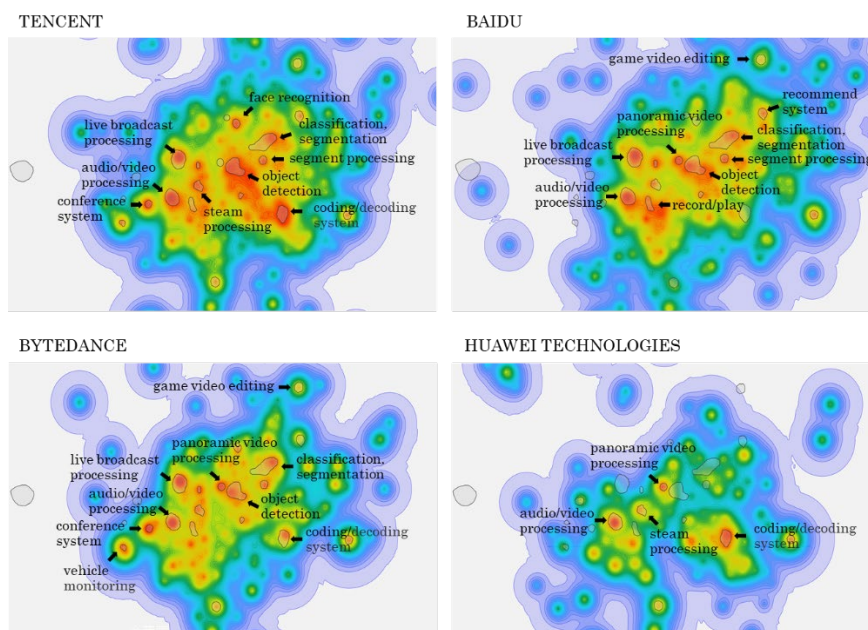 TENCENT
face recognition
live broadcast
processing
classification,
segmentation
segment processing
audio/video
processing
object
detection
conference
system
steam
processing
coding/decoding
system
BAIDU
game video editing
recommend
system
panoramic video
processing
classification,
segmentation
live broadcast
processing
segment processing
object
detection
audio/video
processing
record/play
BYTEDANCE
game video editing
panoramic video
processing
live broadcast
processing
classification,
segmentation
audio/video
processing
object
detection
conference
system
coding/decoding
system
vehicle
monitoring
HUAWEI TECHNOLOGIES
panoramic video
processing
audio/video
processing
steam
processing
coding/decoding
system